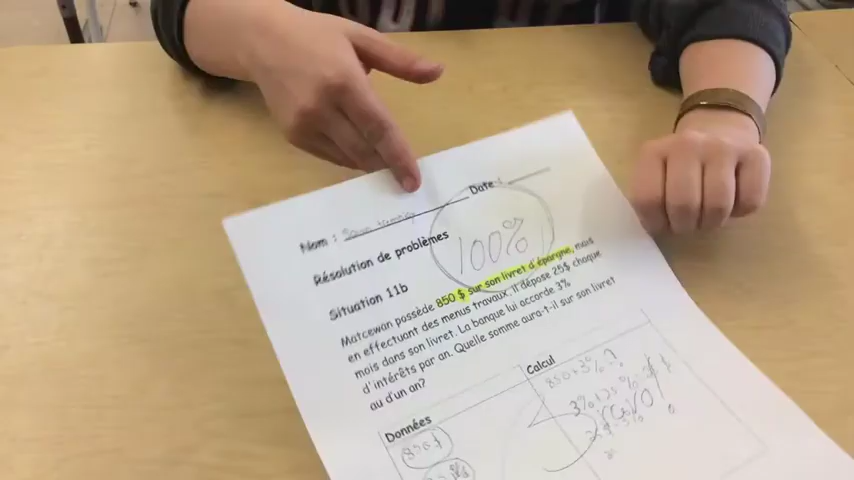 Nom :
Date :
100%
Résolution de problèmes
Situation 11b
Matcewan possède 850 $ sur son livret d'épargne, mais
en effectuant des menus travaux. Il dépose 25$ chaque
mois dans son livret. La banque lui accorde 3%
d'intérêts par an. Quelle somme aura-t-il sur son livret
au d'un an?
Données
850$
Calcul
850+3% = ?